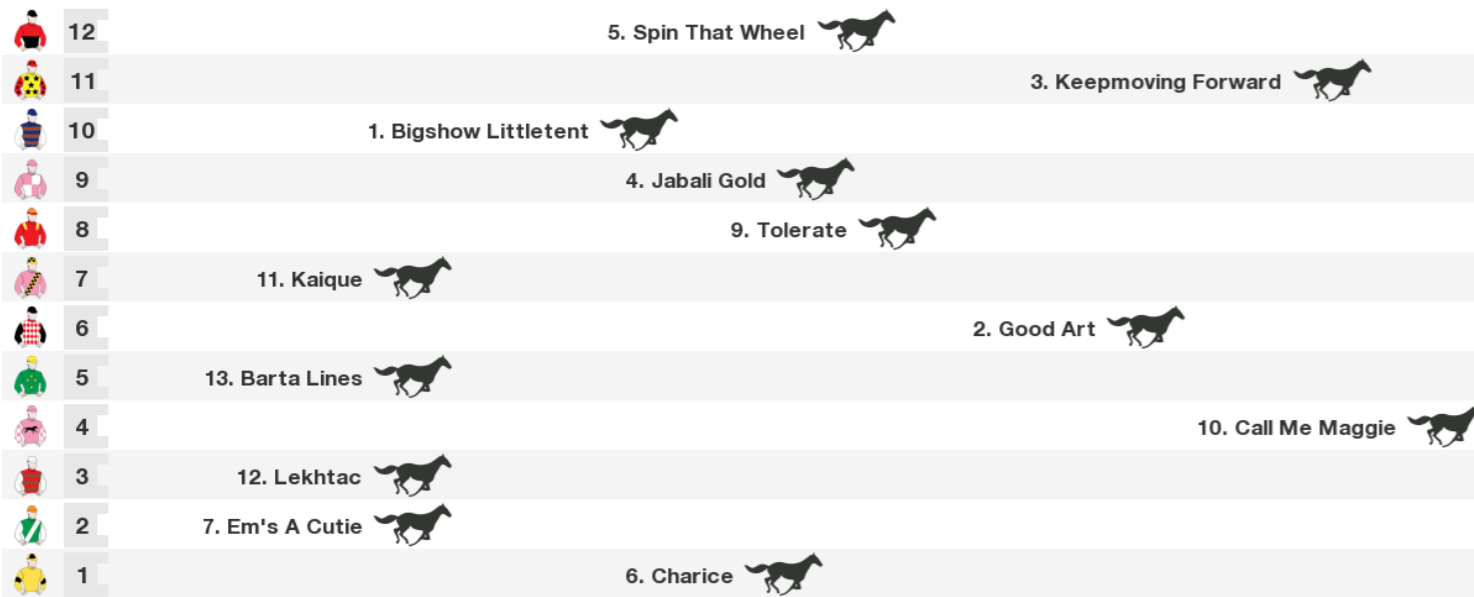 12 5. Spin That Wheel
11 3. Keepmoving Forward
10 1. Bigshow Littletent
9 4. Jabali Gold
8 9. Tolerate
7 11. Kaique
6 2. Good Art
5 13. Barta Lines
4 10. Call Me Maggie
3 12. Lekhtac
2 7. Em's A Cutie
1 6. Charice